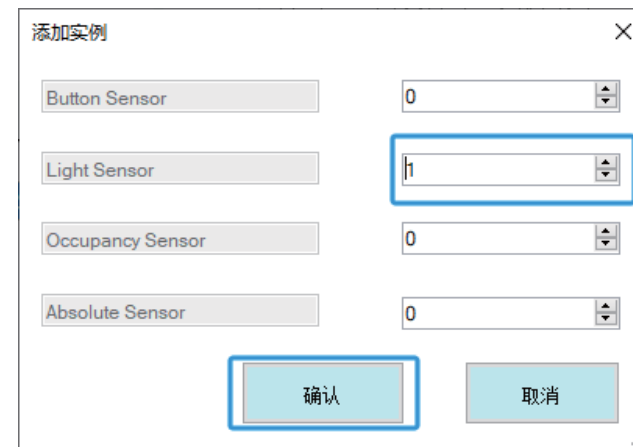 添加实例
Button Sensor 0
Light Sensor 1
Occupancy Sensor 0
Absolute Sensor 0
确认 取消